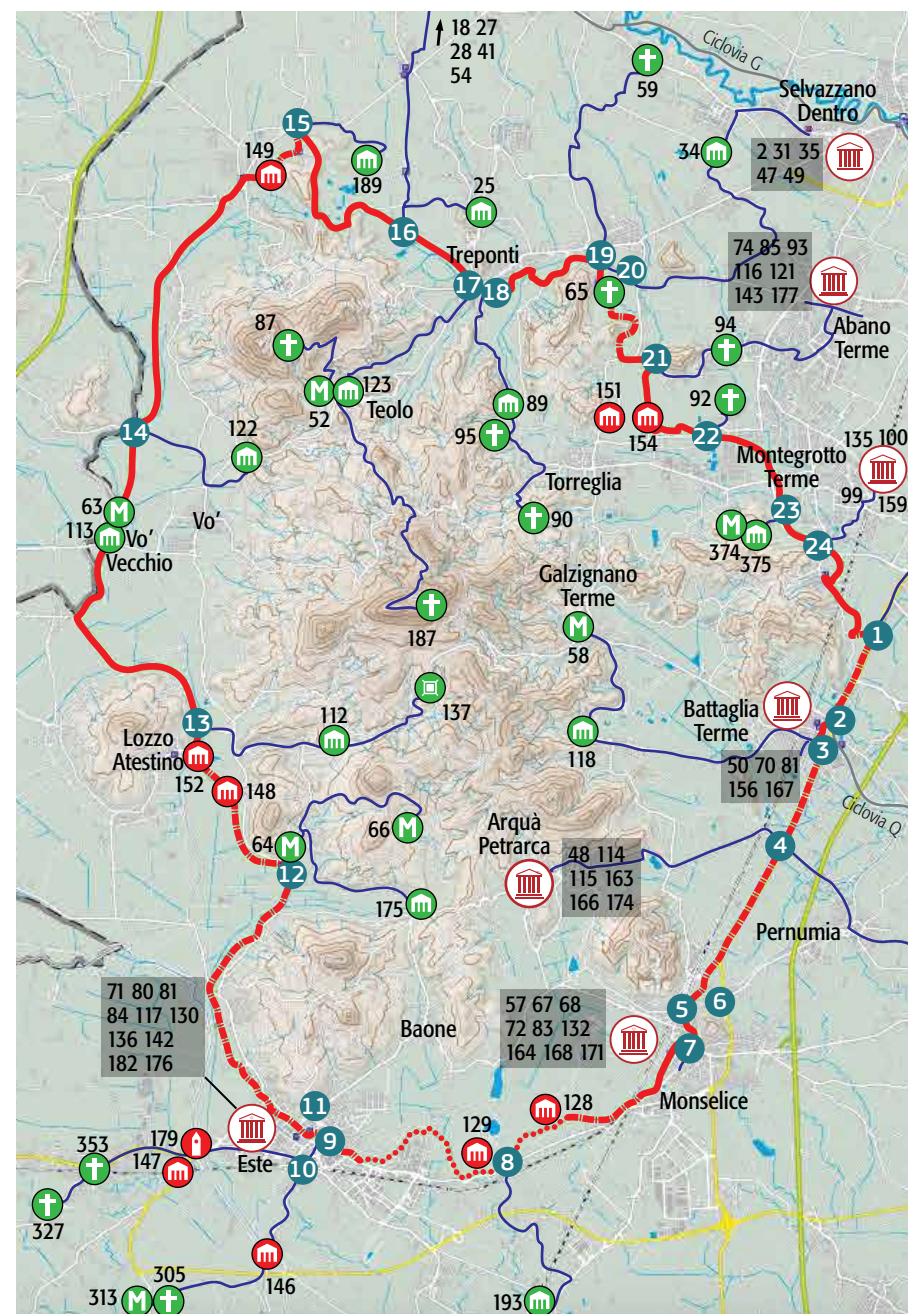 18 27
28 41
54
Ciclovia G
59
Selvazzano
Dentro
15
149
189
34
2 31 35
47 49
25
16
Treponti
19
20
74 85 93
116 121
143 177
17
18
65
Abano
Terme
87
94
21
M
52
123
Teolo
89
151
154
92
14
122
95
22
135 100
Montegrotto
Terme
99
159
63
M
113
Vo'
Vecchio
Vo'
Torreglia
90
23
M
374
375
24
Galzignano
Terme
187
M
58
1
137
Battaglia
Terme
2
13
Lozzo
Atestino
112
118
3
152
148
50 70 81
156 167
Ciclovia Q
64
M
66
M
Arquà
Petrarca
48 114
115 163
166 174
4
12
175
Pernumia
71 80 81
84 117 130
136 142
182 176
57 67 68
72 83 132
164 168 171
5
6
Baone
7
11
128
Monselice
179
9
129
353
147
Este
10
8
327
146
305
313
M
193